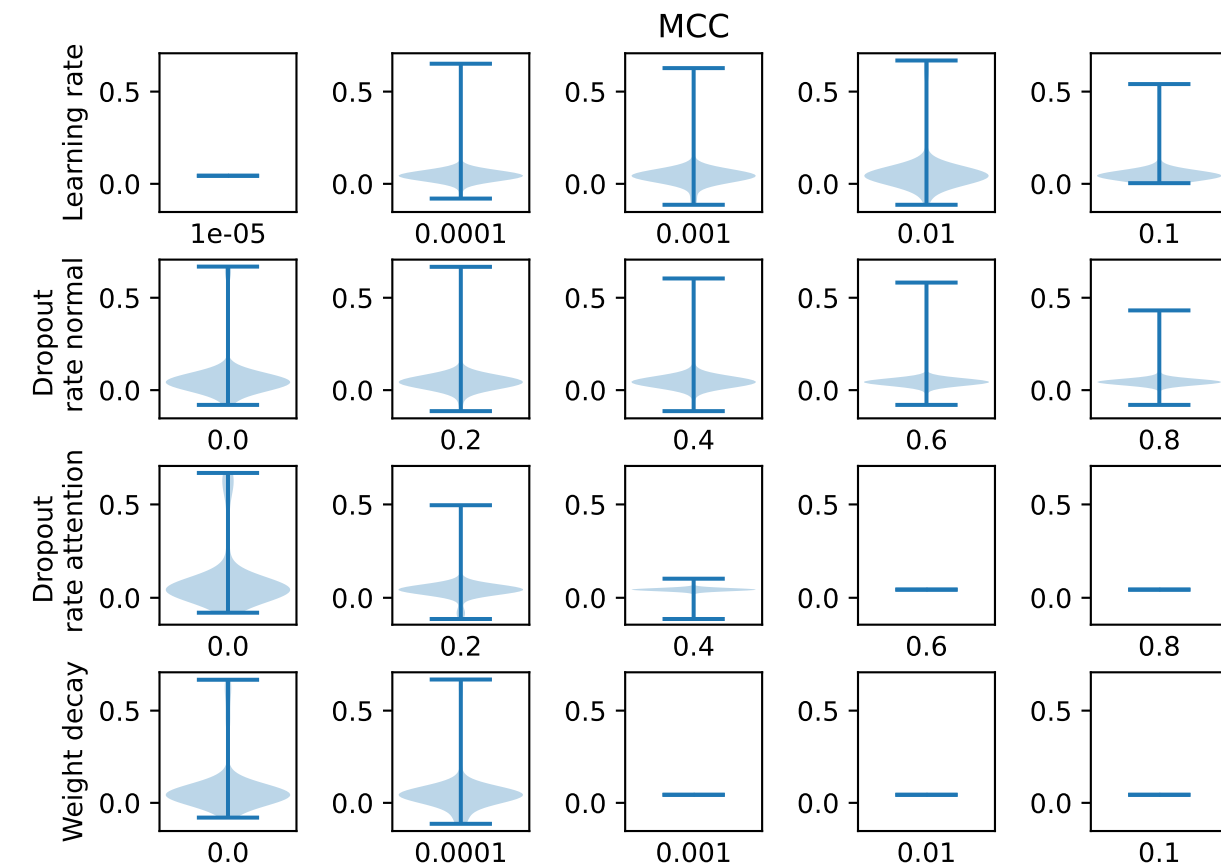 MCC
Learning rate
0.5 0.5 0.5 0.5 0.5
0.0 0.0 0.0 0.0 0.0
1e-05 0.0001 0.001 0.01 0.1
Dropout
rate normal
0.5 0.5 0.5 0.5 0.5
0.0 0.0 0.0 0.0 0.0
0.0 0.2 0.4 0.6 0.8
Dropout
rate attention
0.5 0.5 0.5 0.5 0.5
0.0 0.0 0.0 0.0 0.0
0.0 0.2 0.4 0.6 0.8
Weight decay
0.5 0.5 0.5 0.5 0.5
0.0 0.0 0.0 0.0 0.0
0.0 0.0001 0.001 0.01 0.1